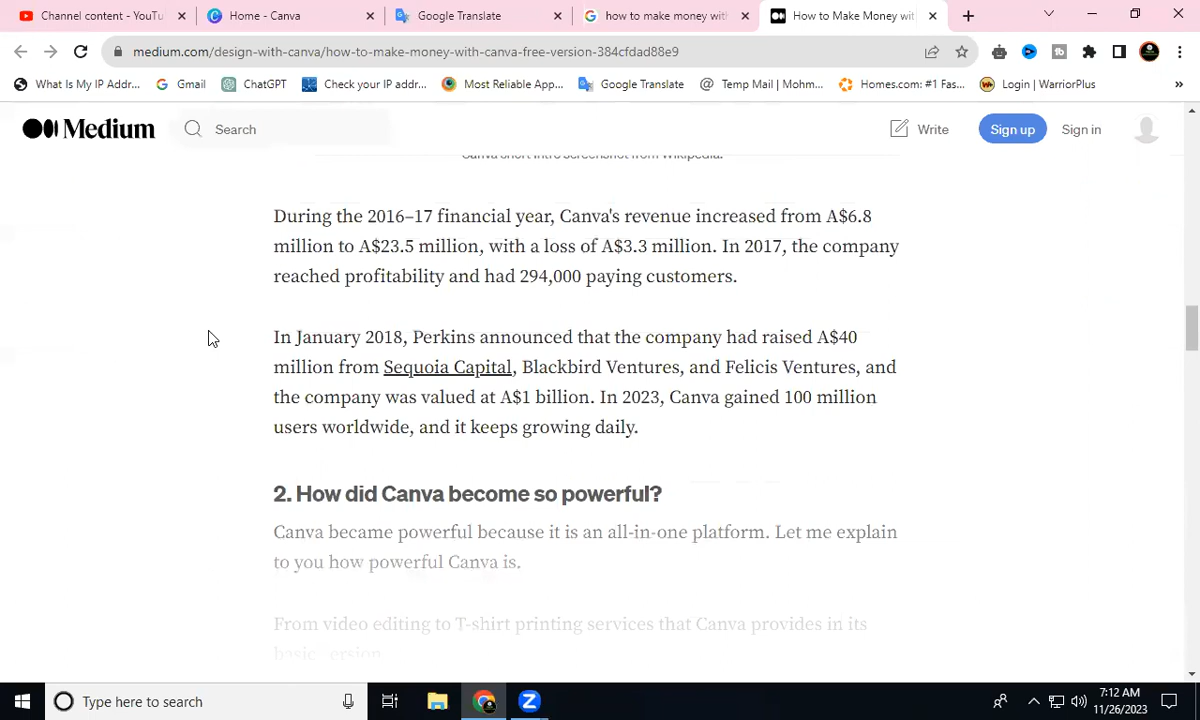 Channel content - YouTu
Home - Canva
Google Translate
how to make money with
How to Make Money wit
medium.com/design-with-canva/how-to-make-money-with-canva-free-version-384cfdad88e9
What Is My IP Addr...
Gmail
ChatGPT
Check your IP addr...
Most Reliable App...
Google Translate
Temp Mail | Mohm...
Homes.com: #1 Fas...
Login | WarriorPlus
»
Medium
Search
Write
Sign up
Sign in
Canva short intro screenshot from Wikipedia.
During the 2016–17 financial year, Canva's revenue increased from A$6.8
million to A$23.5 million, with a loss of A$3.3 million. In 2017, the company
reached profitability and had 294,000 paying customers.
In January 2018, Perkins announced that the company had raised A$40
million from Sequoia Capital, Blackbird Ventures, and Felicis Ventures, and
the company was valued at A$1 billion. In 2023, Canva gained 100 million
users worldwide, and it keeps growing daily.
2. How did Canva become so powerful?
Canva became powerful because it is an all-in-one platform. Let me explain
to you how powerful Canva is.
From video editing to T-shirt printing services that Canva provides in its
basic version
Type here to search
7:12 AM
11/26/2023